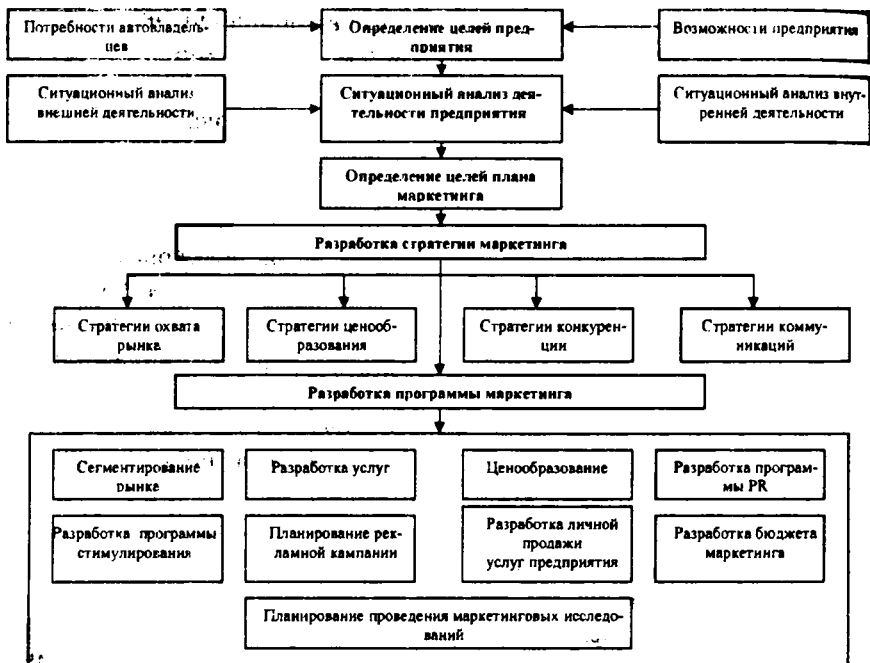 Потребности автовладель-
цев
Определение целей пред-
приятия
Возможности предприятия
Ситуационный анализ
внешней деятельности
Ситуационный анализ дея-
тельности предприятия
Ситуационный анализ внут-
ренней деятельности
Определение целей плана
маркетинга
Разработка стратегии маркетинга
Стратегии охвата
рынка
Стратегии ценооб-
разования
Стратегии конкурен-
ции
Стратегии комму-
никаций
Разработка программы маркетинга
Сегментирование
рынке
Разработка услуг
Ценообразование
Разработка програм-
мы PR
Разработка программы
стимулирования
Планирование рек-
ламной кампании
Разработка личной
продажи
услуг предприятия
Разработка бюджета
маркетинга
Планирование проведения маркетинговых исследо-
ваний